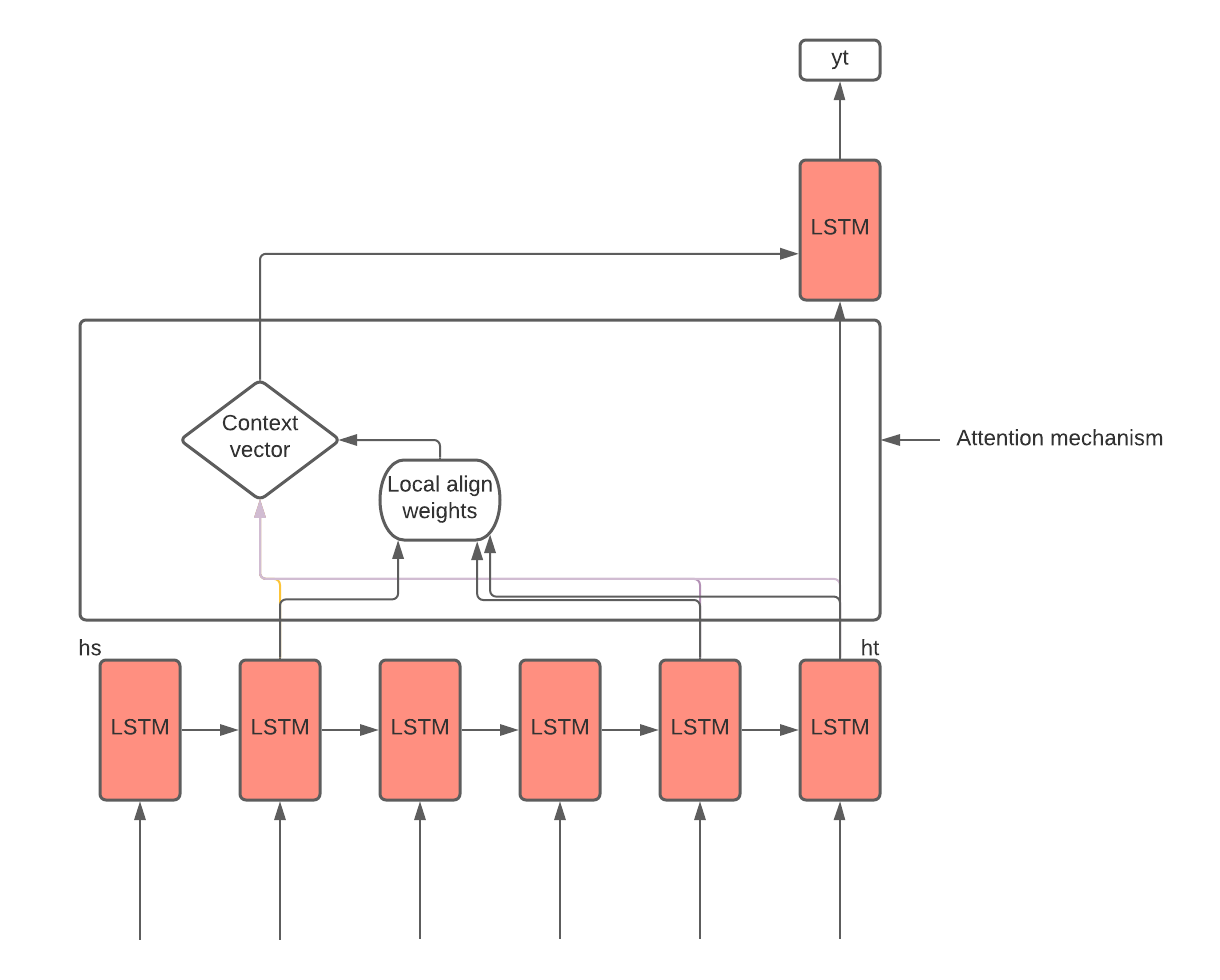 yt
LSTM
Context
vector
Local align
weights
Attention mechanism
hs
ht
LSTM
LSTM
LSTM
LSTM
LSTM
LSTM